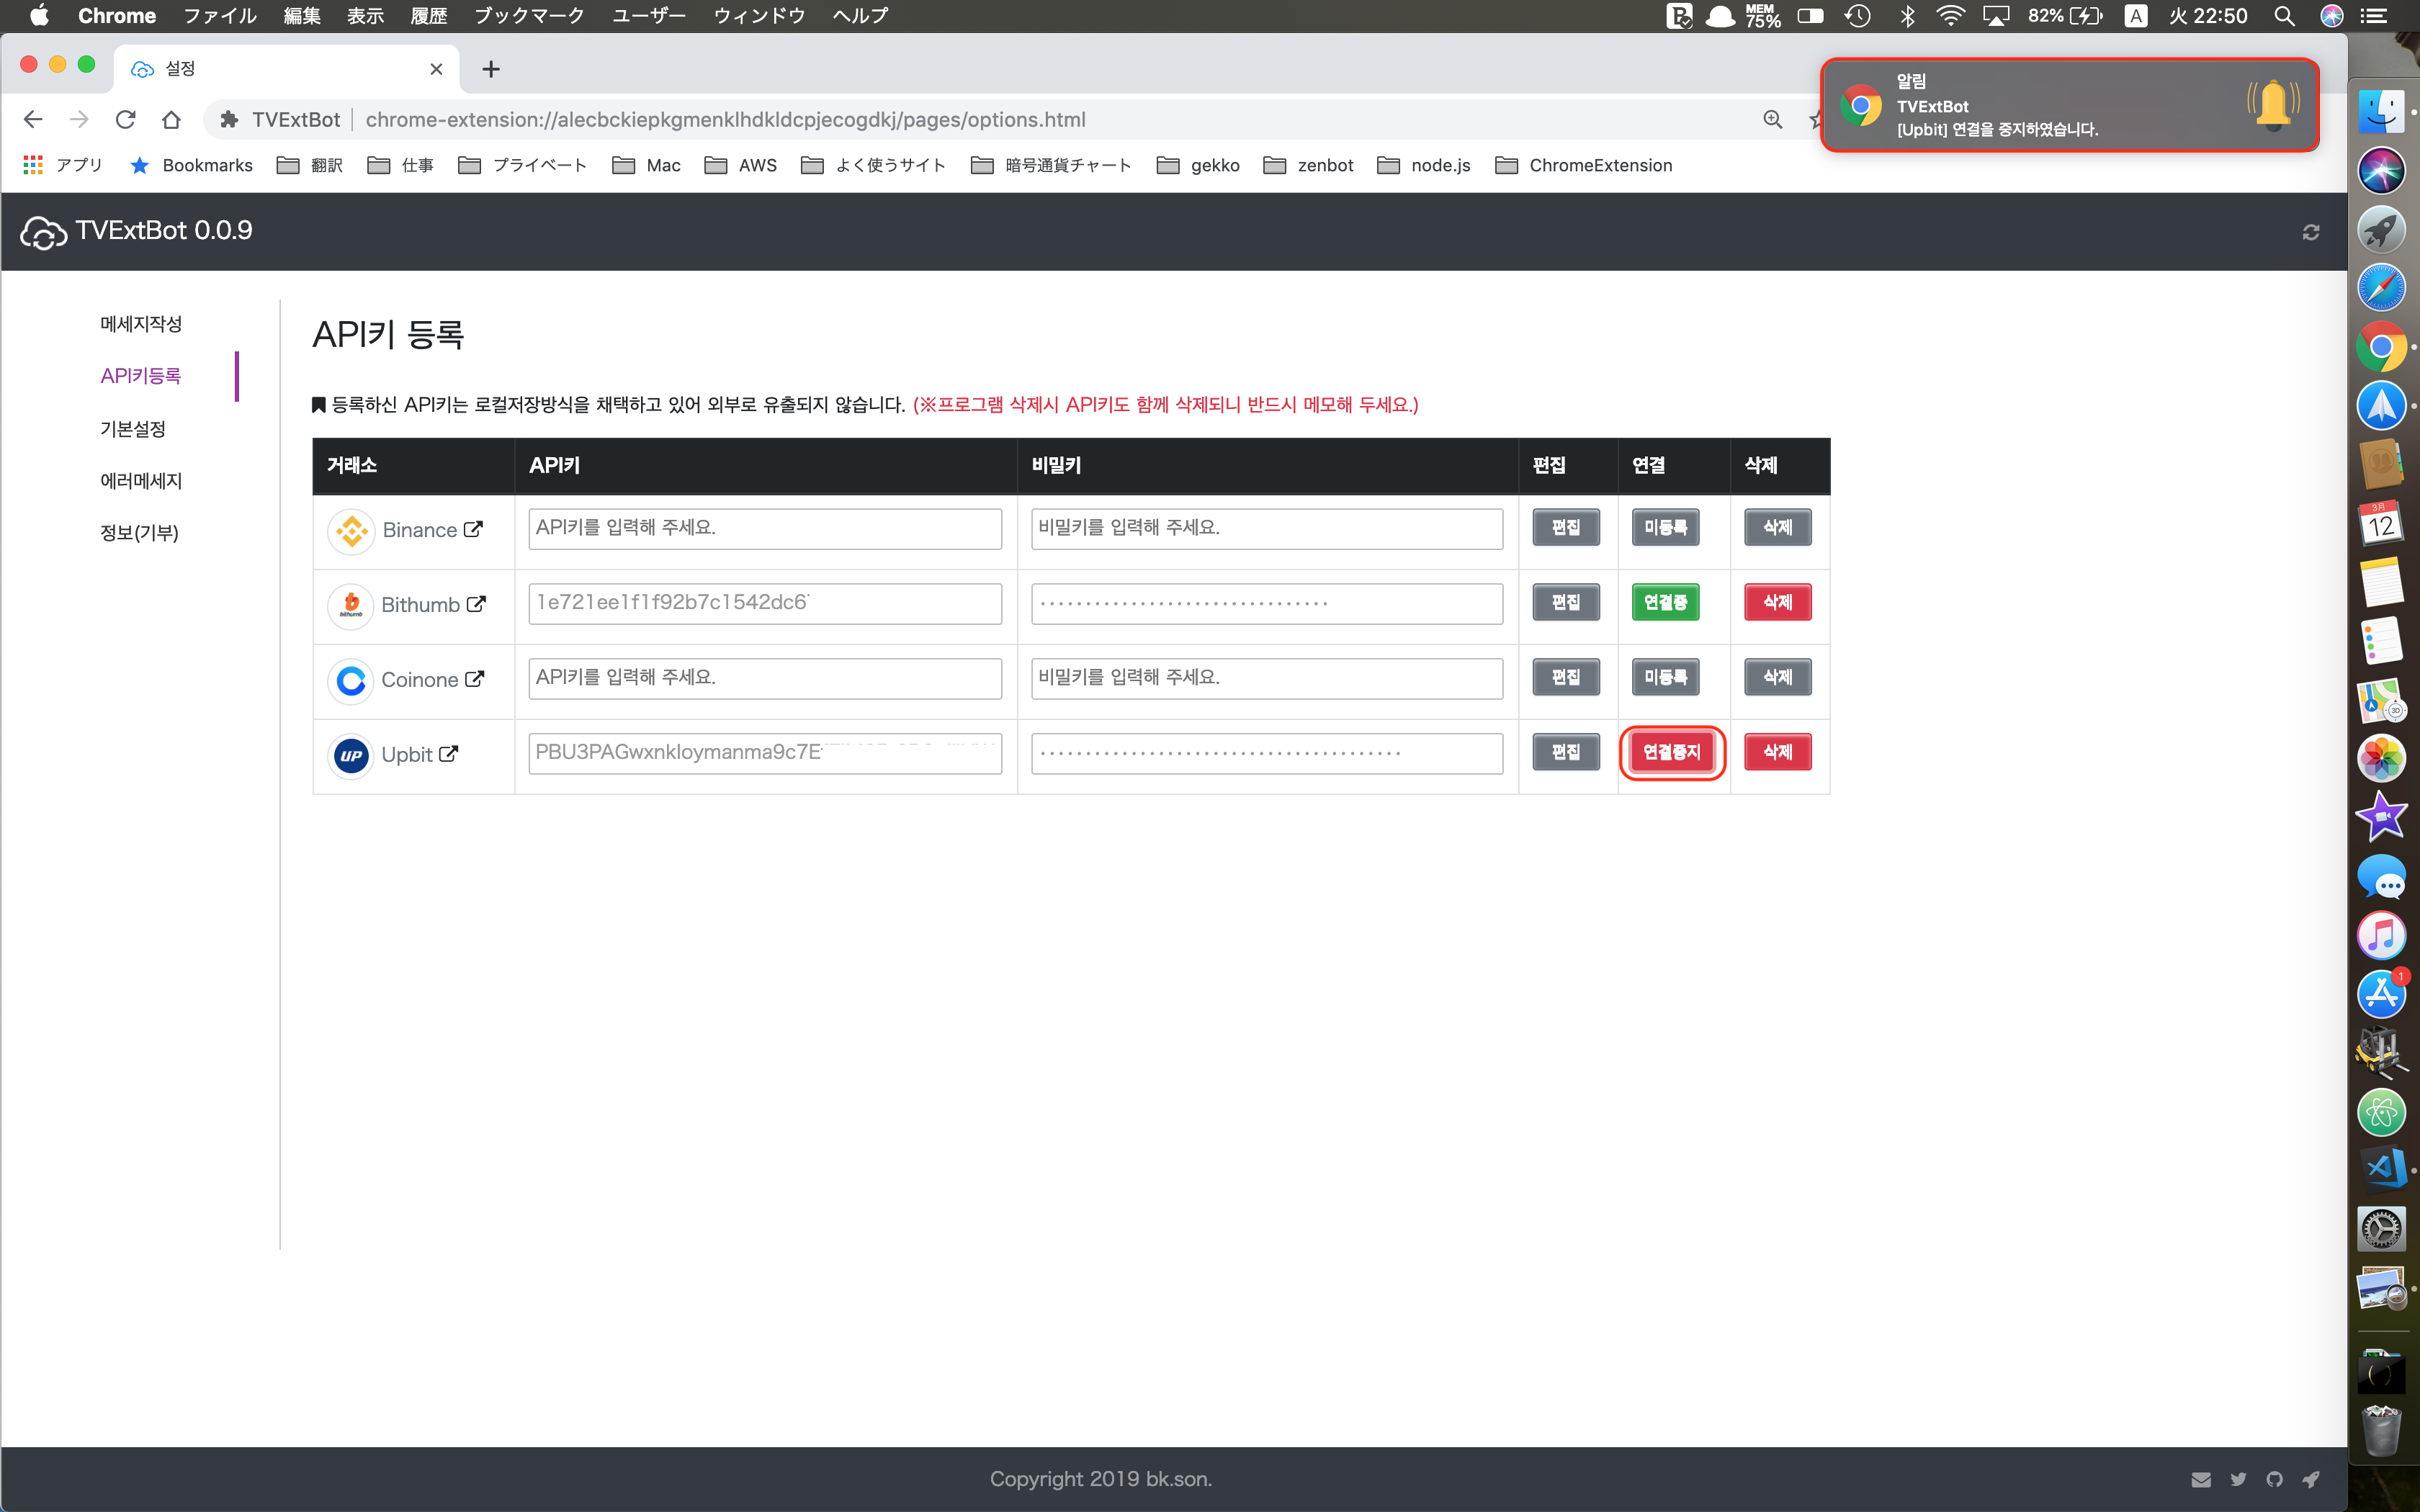 Chrome ファイル 編集 表示 履歴 ブックマーク ユーザー ウィンドウ ヘルプ MEM 75% 82% A 火 22:50
설정
알림
TVExtBot
[Upbit] 연결을 중지하였습니다.
TVExtBot chrome-extension://alecbckiepkgmenklhdkldcpjecogdkj/pages/options.html
アプリ Bookmarks 翻訳 仕事 プライベート Mac AWS よく使うサイト 暗号通貨チャート gekko zenbot node.js ChromeExtension
TVExtBot 0.0.9
메세지작성
API키등록
기본설정
에러메세지
정보(기부)
API키 등록
등록하신 API키는 로컬저장방식을 채택하고 있어 외부로 유출되지 않습니다. (※프로그램 삭제시 API키도 함께 삭제되니 반드시 메모해 두세요.)
거래소 API키 비밀키 편집 연결 삭제
Binance API키를 입력해 주세요. 비밀키를 입력해 주세요. 편집 미등록 삭제
bithumb Bithumb 1e721ee1f1f92b7c1542dc6 편집 연결중 삭제
Coinone API키를 입력해 주세요. 비밀키를 입력해 주세요. 편집 미등록 삭제
UP Upbit PBU3PAGwxnkloymanma9c7E 편집 연결중지 삭제
3月
12
3D
1
Copyright 2019 bk.son.